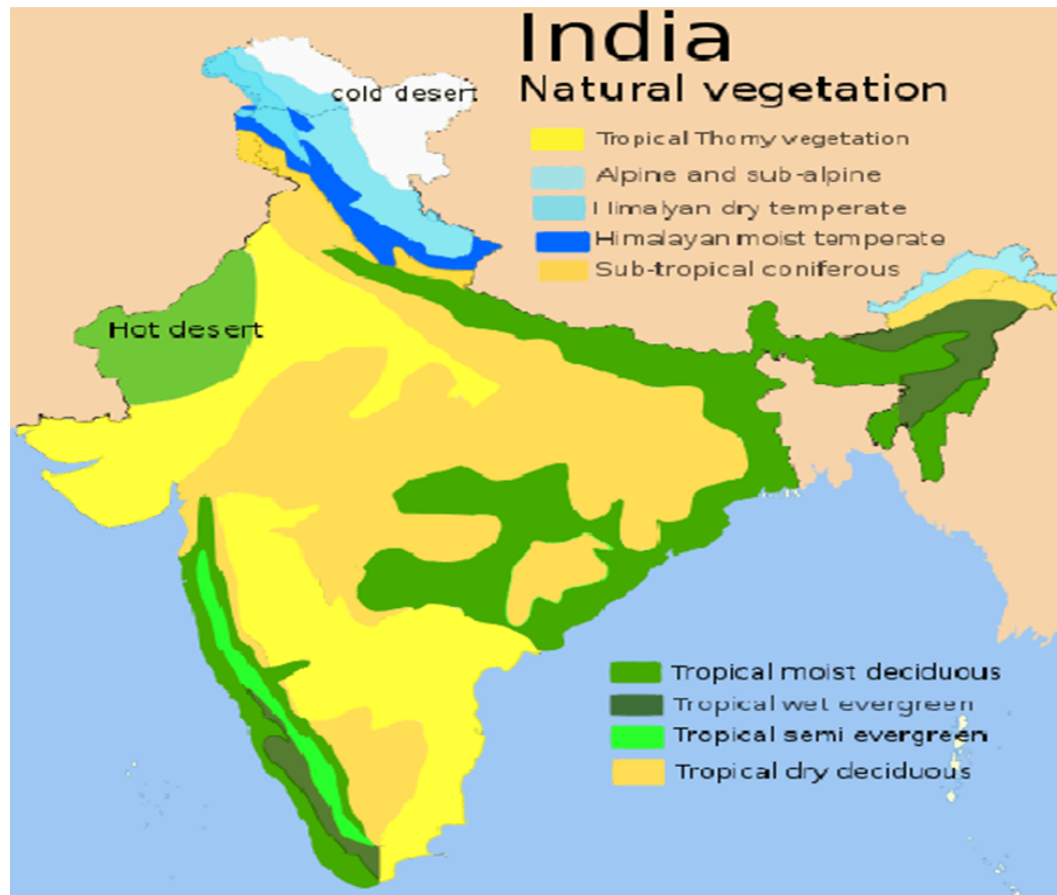 India
Natural vegetation
cold desert
Tropical Thorny vegetation
Alpine and sub-alpine
Himalyan dry temperate
Himalayan moist temperate
Sub-tropical coniferous
Hot desert
Tropical moist deciduous
Tropical wet evergreen
Tropical semi evergreen
Tropical dry deciduous